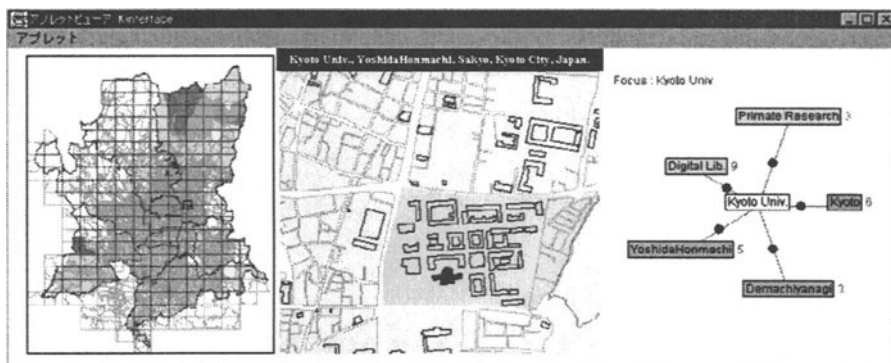 アプレットビューア: Kinterface
アプレット
Kyoto Univ., YoshidaHonmachi, Sakyo, Kyoto City, Japan.
Focus : Kyoto Univ
Primate Research 3
Digital Lib. 9
Kyoto Univ.
Kyoto 6
YoshidaHonmachi 5
Demachiyanagi 3